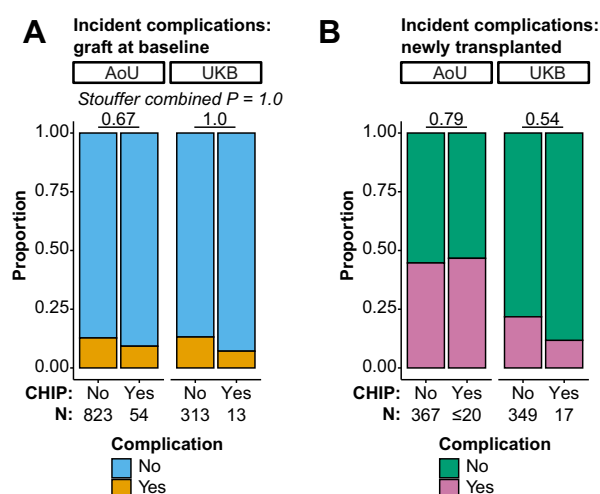 A Incident complications:
graft at baseline
AoU UKB
Stouffer combined P = 1.0
0.67 1.0
1.00
0.75
0.50
0.25
0.00
Proportion
CHIP: No Yes No Yes
N: 823 54 313 13
Complication
No
Yes
B Incident complications:
newly transplanted
AoU UKB
0.79 0.54
1.00
0.75
0.50
0.25
0.00
Proportion
CHIP: No Yes No Yes
N: 367 ≤20 349 17
Complication
No
Yes